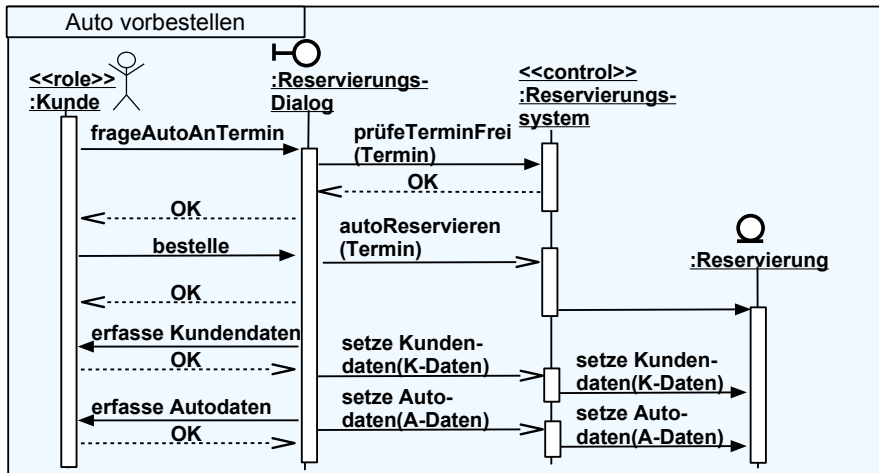 Auto vorbestellen
<<role>>
:Kunde
:Reservierungs-
Dialog
<<control>>
:Reservierungs-
system
frageAutoAnTermin
prüfeTerminFrei
(Termin)
OK
OK
bestelle
autoReservieren
(Termin)
:Reservierung
OK
erfasse Kundendaten
OK
setze Kunden-
daten(K-Daten)
setze Kunden-
daten(K-Daten)
erfasse Autodaten
OK
setze Auto-
daten(A-Daten)
setze Auto-
daten(A-Daten)